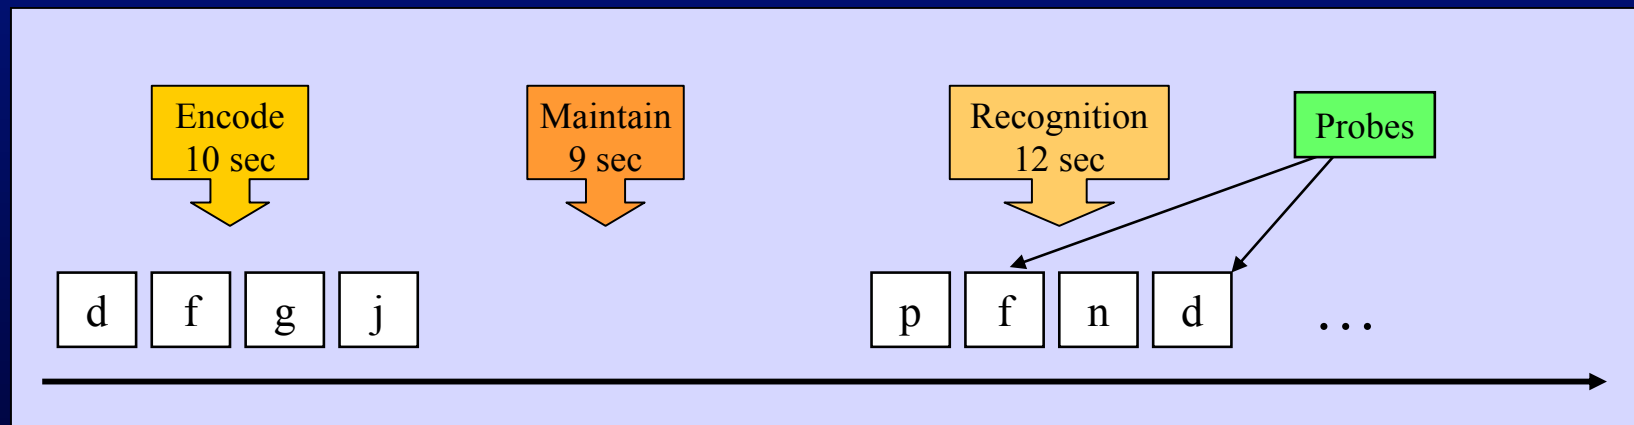 Encode
10 sec
Maintain
9 sec
Recognition
12 sec
Probes
d f g j
p f n d ...